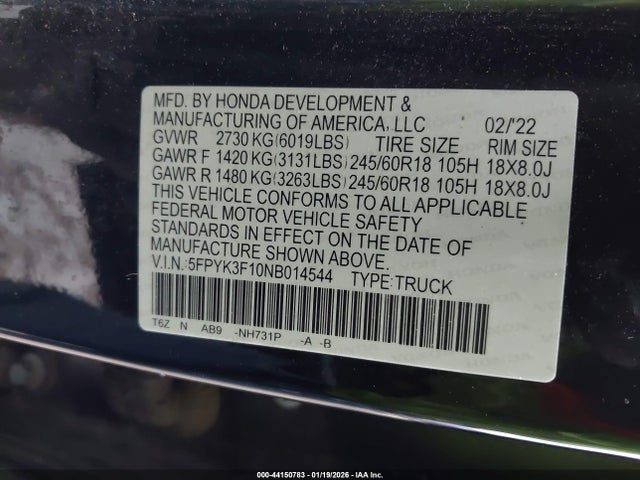 MFD. BY HONDA DEVELOPMENT &
MANUFACTURING OF AMERICA, LLC 02/'22
GVWR 2730 KG(6019LBS) TIRE SIZE RIM SIZE
GAWR F 1420 KG(3131LBS) 245/60R18 105H 18X8.0J
GAWR R 1480 KG(3263LBS) 245/60R18 105H 18X8.0J
THIS VEHICLE CONFORMS TO ALL APPLICABLE
FEDERAL MOTOR VEHICLE SAFETY
STANDARDS IN EFFECT ON THE DATE OF
MANUFACTURE SHOWN ABOVE.
V.I.N.:5FPYK3F10NB014544 TYPE:TRUCK
T6Z N AB9 -NH731P -A -B
000-44150783 - 01/19/2026 - IAA Inc.